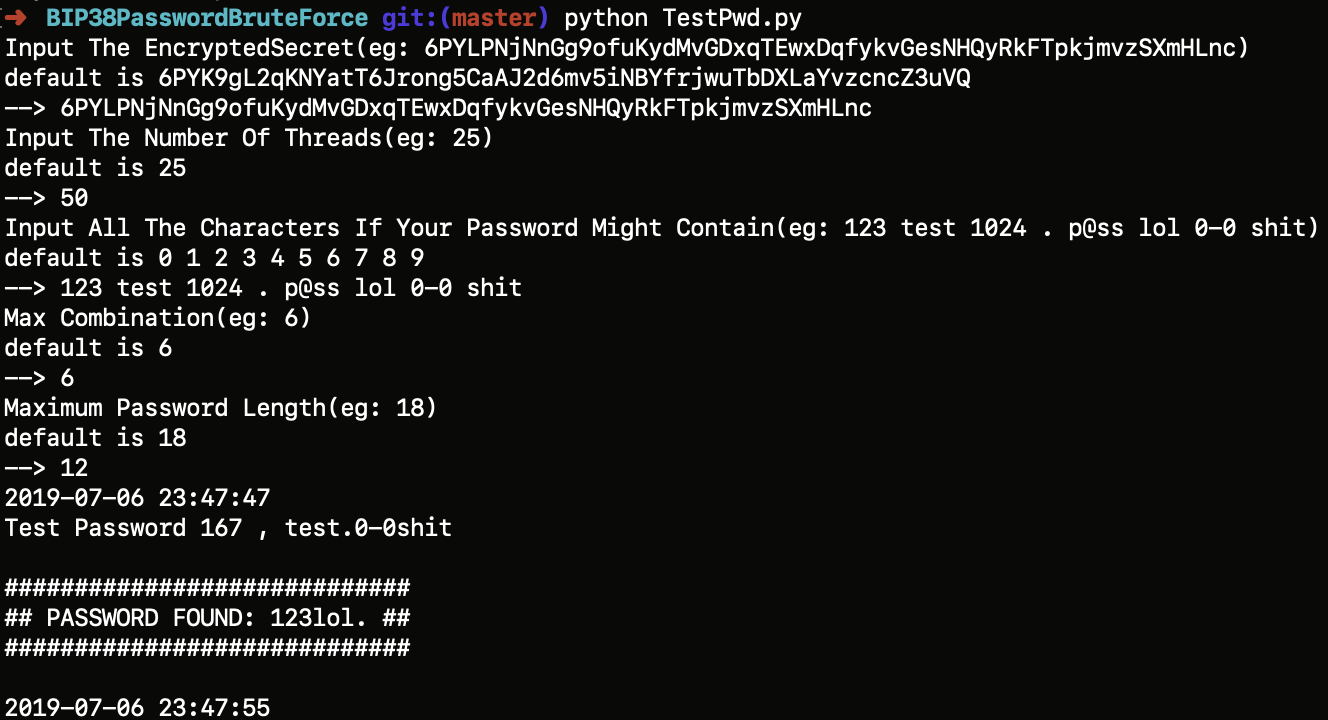 ➜ BIP38PasswordBruteForce git:(master) python TestPwd.py
Input The EncryptedSecret(eg: 6PYLPNjNnGg9ofuKydMvGDxqTEwxDqfykvGesNHQyRkFTpkjmvzSXmHLnc)
default is 6PYK9gL2qKNYatT6Jrong5CaAJ2d6mv5iNBYfrjwuTbDXLaYvzcncZ3uVQ
--> 6PYLPNjNnGg9ofuKydMvGDxqTEwxDqfykvGesNHQyRkFTpkjmvzSXmHLnc
Input The Number Of Threads(eg: 25)
default is 25
--> 50
Input All The Characters If Your Password Might Contain(eg: 123 test 1024 . p@ss lol 0-0 shit)
default is 0 1 2 3 4 5 6 7 8 9
--> 123 test 1024 . p@ss lol 0-0 shit
Max Combination(eg: 6)
default is 6
--> 6
Maximum Password Length(eg: 18)
default is 18
--> 12
2019-07-06 23:47:47
Test Password 167 , test.0-0shit
#############################
## PASSWORD FOUND: 123lol. ##
#############################
2019-07-06 23:47:55